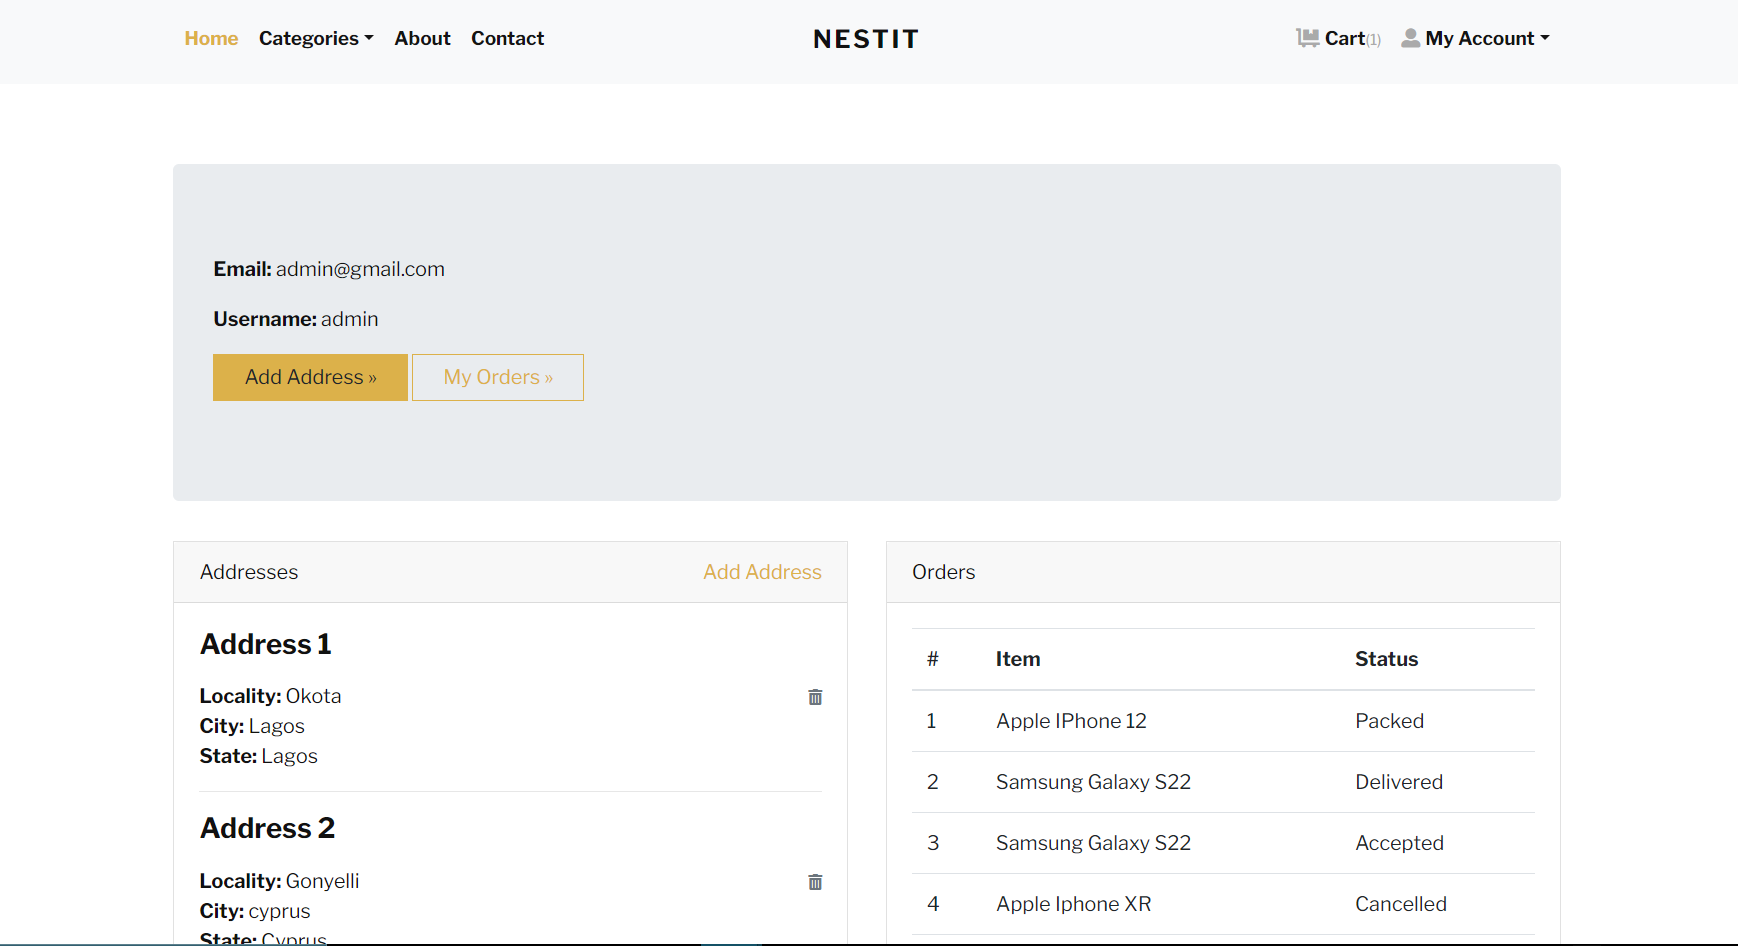 Home Categories About Contact NESTIT Cart(1) My Account
Email: admin@gmail.com
Username: admin
Add Address » My Orders »
Addresses Add Address
Address 1
Locality: Okota
City: Lagos
State: Lagos
Address 2
Locality: Gonyelli
City: cyprus
State: Cyprus
Orders
# Item Status
1 Apple IPhone 12 Packed
2 Samsung Galaxy S22 Delivered
3 Samsung Galaxy S22 Accepted
4 Apple Iphone XR Cancelled